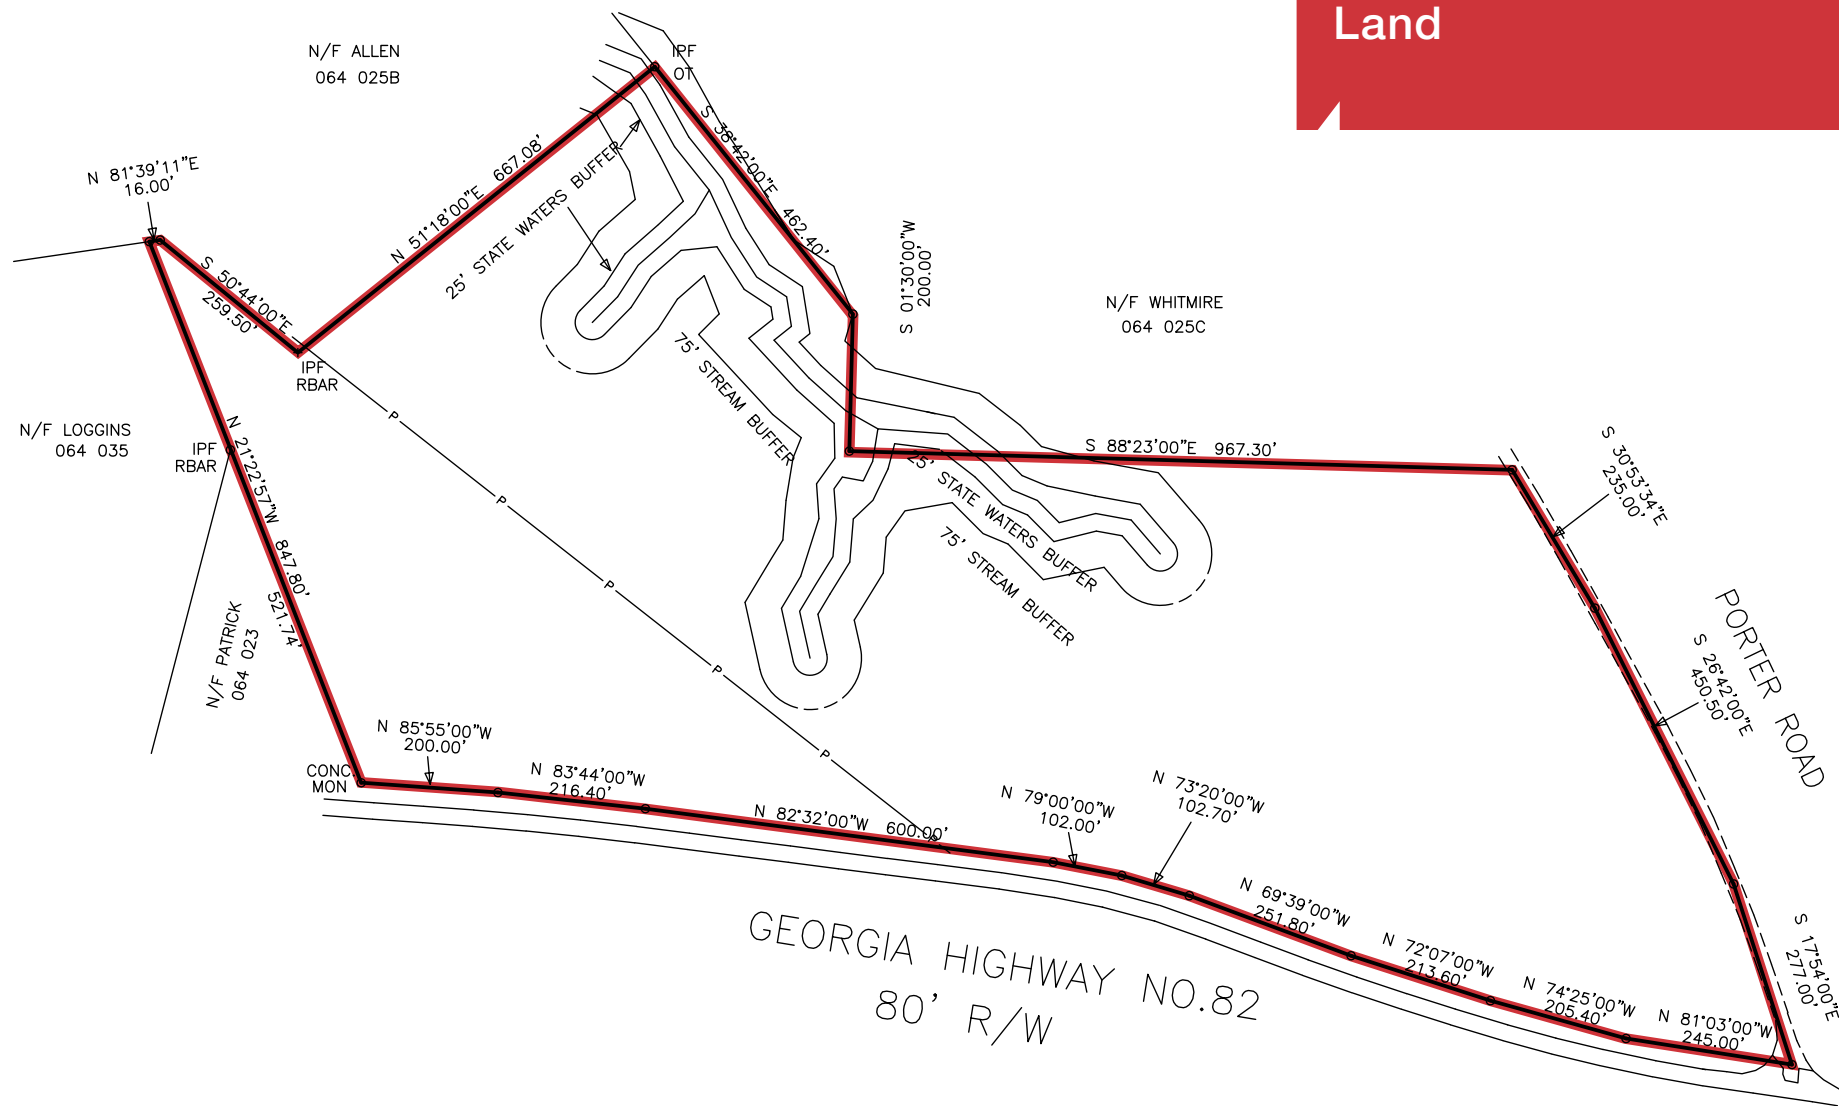 Land
N/F ALLEN
064 025B
IPF
OT
N 81°39'11"E
16.00'
S 50°44'00"E
259.50'
N 51°18'00"E 667.08'
25' STATE WATERS BUFFER
S 38°42'00"E 462.40'
S 01°30'00"W
200.00'
N/F WHITMIRE
064 025C
IPF
RBAR
75' STREAM BUFFER
N/F LOGGINS
064 035
IPF
RBAR
N 21°22'57"W 847.80'
521.74'
S 88°23'00"E 967.30'
25' STATE WATERS BUFFER
75' STREAM BUFFER
S 30°53'34"E
235.00'
PORTER ROAD
S 26°42'00"E
450.50'
N/F PATRICK
064 023
P
P
P
P
P
P
CONC
MON
N 85°55'00"W
200.00'
N 83°44'00"W
216.40'
N 82°32'00"W 600.00'
N 79°00'00"W
102.00'
N 73°20'00"W
102.70'
N 69°39'00"W
251.80'
N 72°07'00"W
213.60'
N 74°25'00"W
205.40'
N 81°03'00"W
245.00'
S 17°54'00"E
277.00'
GEORGIA HIGHWAY NO.82
80' R/W